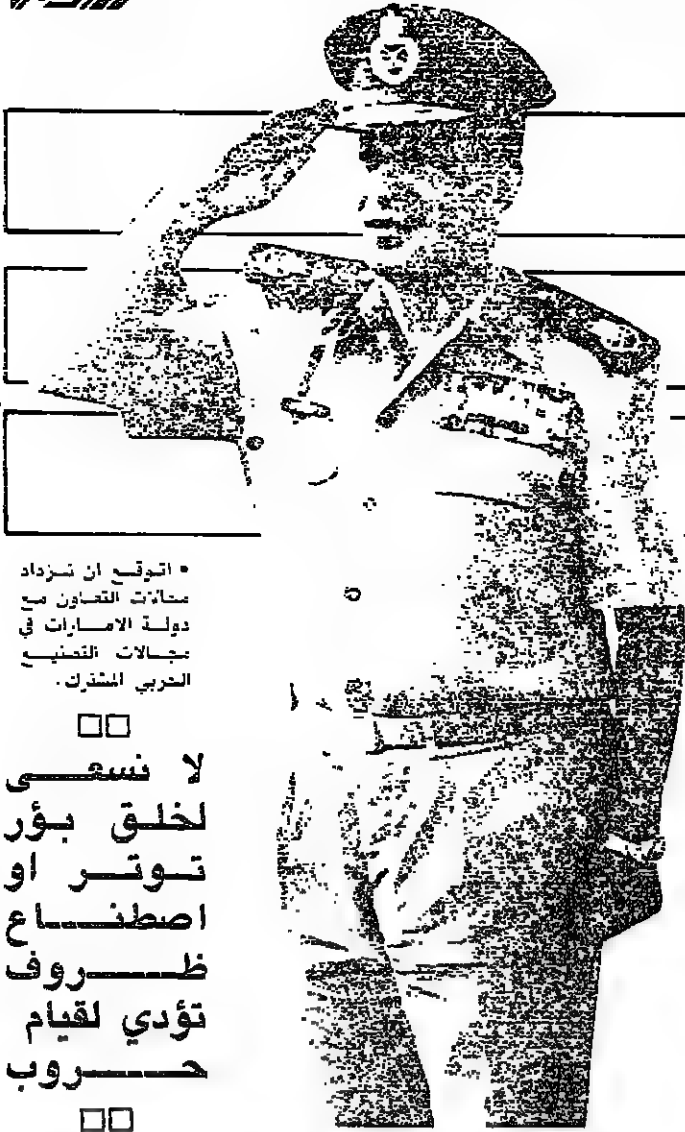 • اتوقع ان تزداد
مجالات التعاون مع
دولة الامارات في
مجالات التصنيع
الحربي المشترك .
لا نسعى
لخلق بؤر
توتر او
اصطناع
ظروف
تؤدي لقيام
حروب